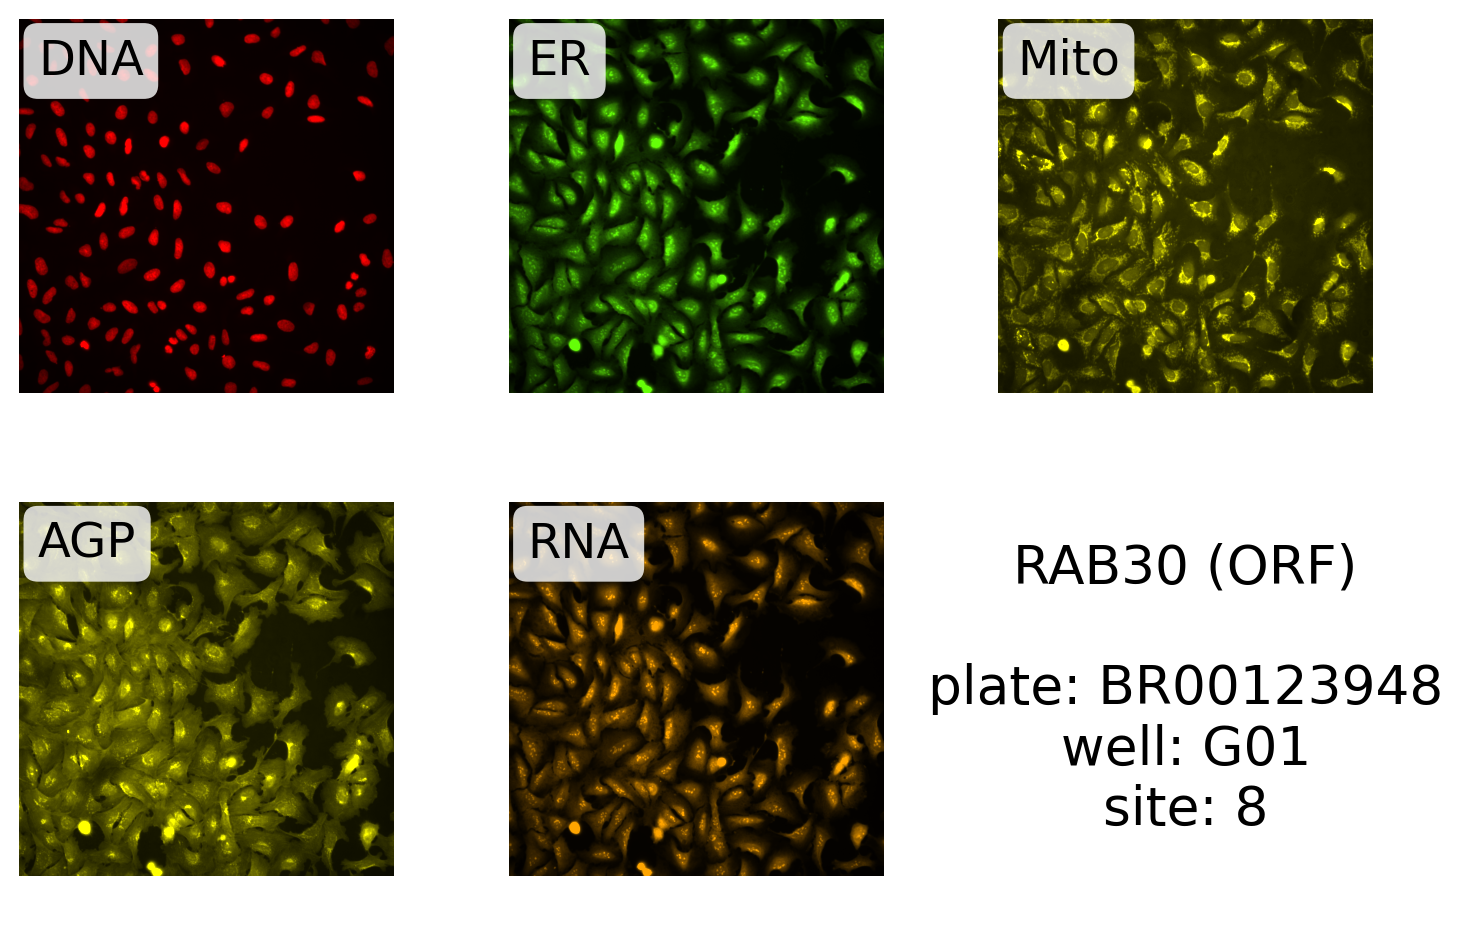 DNA
ER
Mito
AGP
RNA
RAB30 (ORF)
plate: BR00123948
well: G01
site: 8